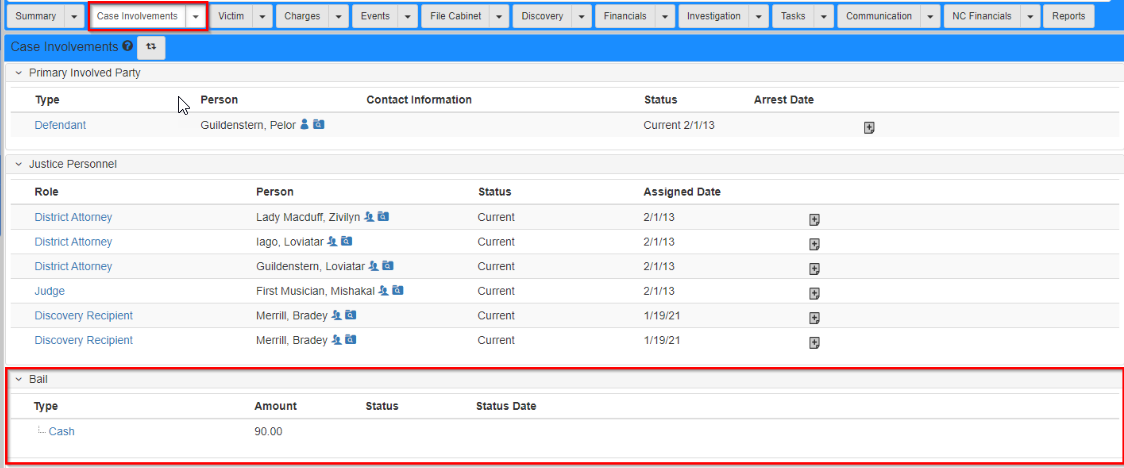 Summary Case Involvements Victim Charges Events File Cabinet Discovery Financials Investigation Tasks Communication NC Financials Reports
Case Involvements
Primary Involved Party
Type Person Contact Information Status Arrest Date
Defendant Guildenstern, Pelor Current 2/1/13
Justice Personnel
Role Person Status Assigned Date
District Attorney Lady Macduff, Zivilyn Current 2/1/13
District Attorney Iago, Loviatar Current 2/1/13
District Attorney Guildenstern, Loviatar Current 2/1/13
Judge First Musician, Mishakal Current 2/1/13
Discovery Recipient Merrill, Bradey Current 1/19/21
Discovery Recipient Merrill, Bradey Current 1/19/21
Bail
Type Amount Status Status Date
Cash 90.00